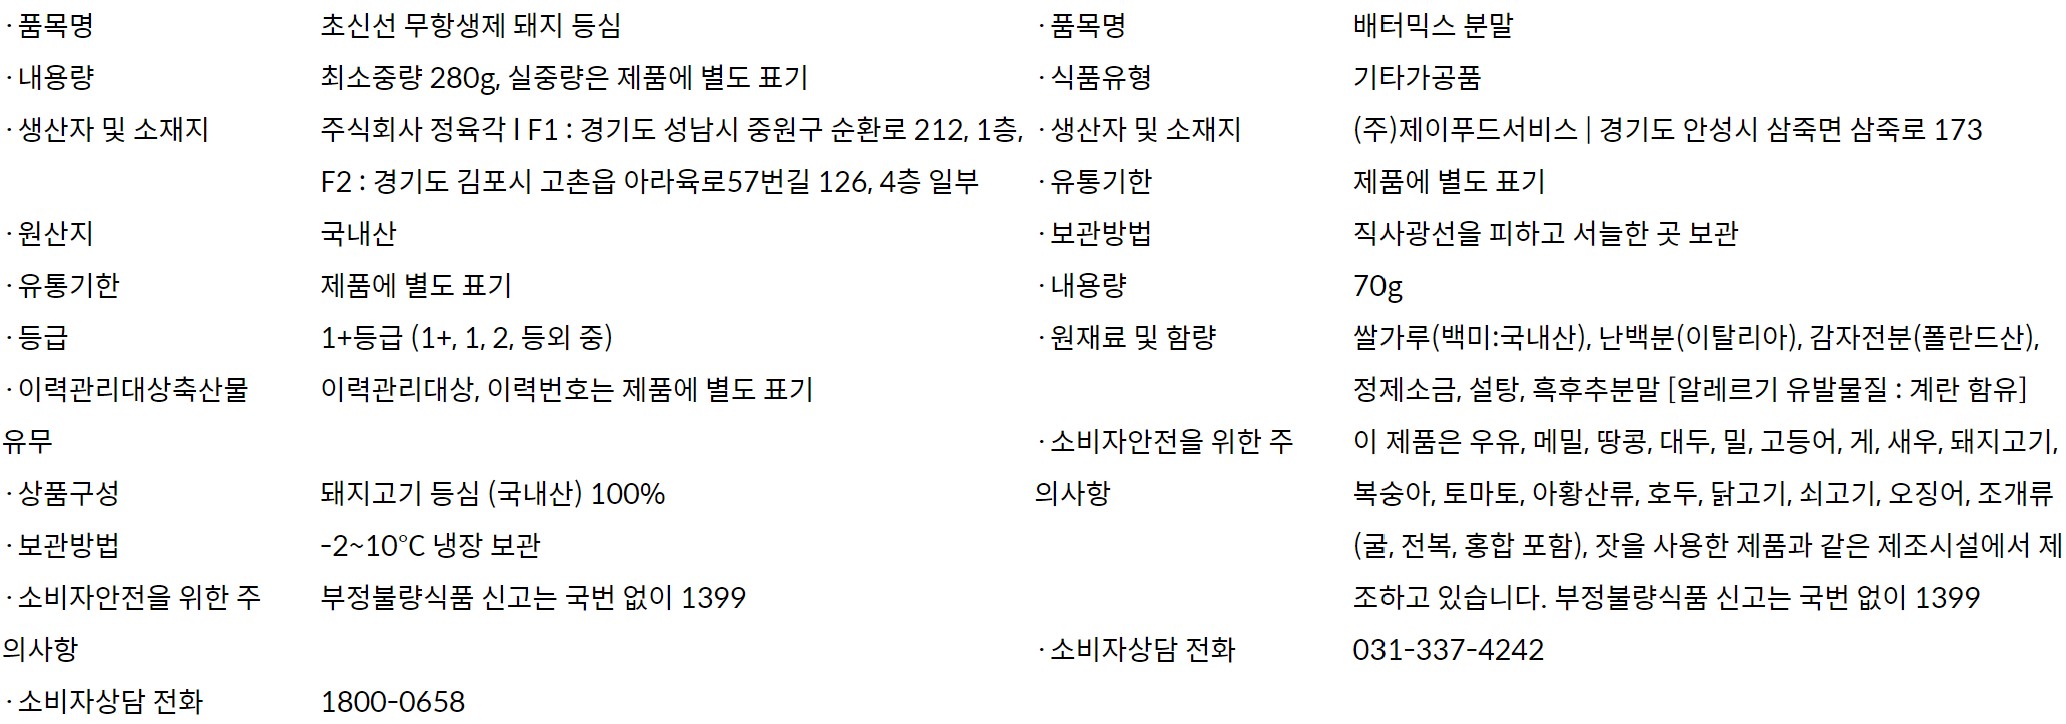 · 품목명 초신선 무항생제 돼지 등심
· 내용량 최소중량 280g, 실중량은 제품에 별도 표기
· 생산자 및 소재지 주식회사 정육각 I F1 : 경기도 성남시 중원구 순환로 212, 1층,
F2 : 경기도 김포시 고촌읍 아라육로57번길 126, 4층 일부
· 원산지 국내산
· 유통기한 제품에 별도 표기
· 등급 1+등급 (1+, 1, 2, 등외 중)
· 이력관리대상축산물 이력관리대상, 이력번호는 제품에 별도 표기
유무
· 상품구성 돼지고기 등심 (국내산) 100%
· 보관방법 -2~10°C 냉장 보관
· 소비자안전을 위한 주 부정불량식품 신고는 국번 없이 1399
의사항
· 소비자상담 전화 1800-0658
· 품목명 배터믹스 분말
· 식품유형 기타가공품
· 생산자 및 소재지 (주)제이푸드서비스 | 경기도 안성시 삼죽면 삼죽로 173
· 유통기한 제품에 별도 표기
· 보관방법 직사광선을 피하고 서늘한 곳 보관
· 내용량 70g
· 원재료 및 함량 쌀가루(백미:국내산), 난백분(이탈리아), 감자전분(폴란드산),
정제소금, 설탕, 흑후추분말 [알레르기 유발물질 : 계란 함유]
· 소비자안전을 위한 주 이 제품은 우유, 메밀, 땅콩, 대두, 밀, 고등어, 게, 새우, 돼지고기,
의사항 복숭아, 토마토, 아황산류, 호두, 닭고기, 쇠고기, 오징어, 조개류
(굴, 전복, 홍합 포함), 잣을 사용한 제품과 같은 제조시설에서 제
조하고 있습니다. 부정불량식품 신고는 국번 없이 1399
· 소비자상담 전화 031-337-4242